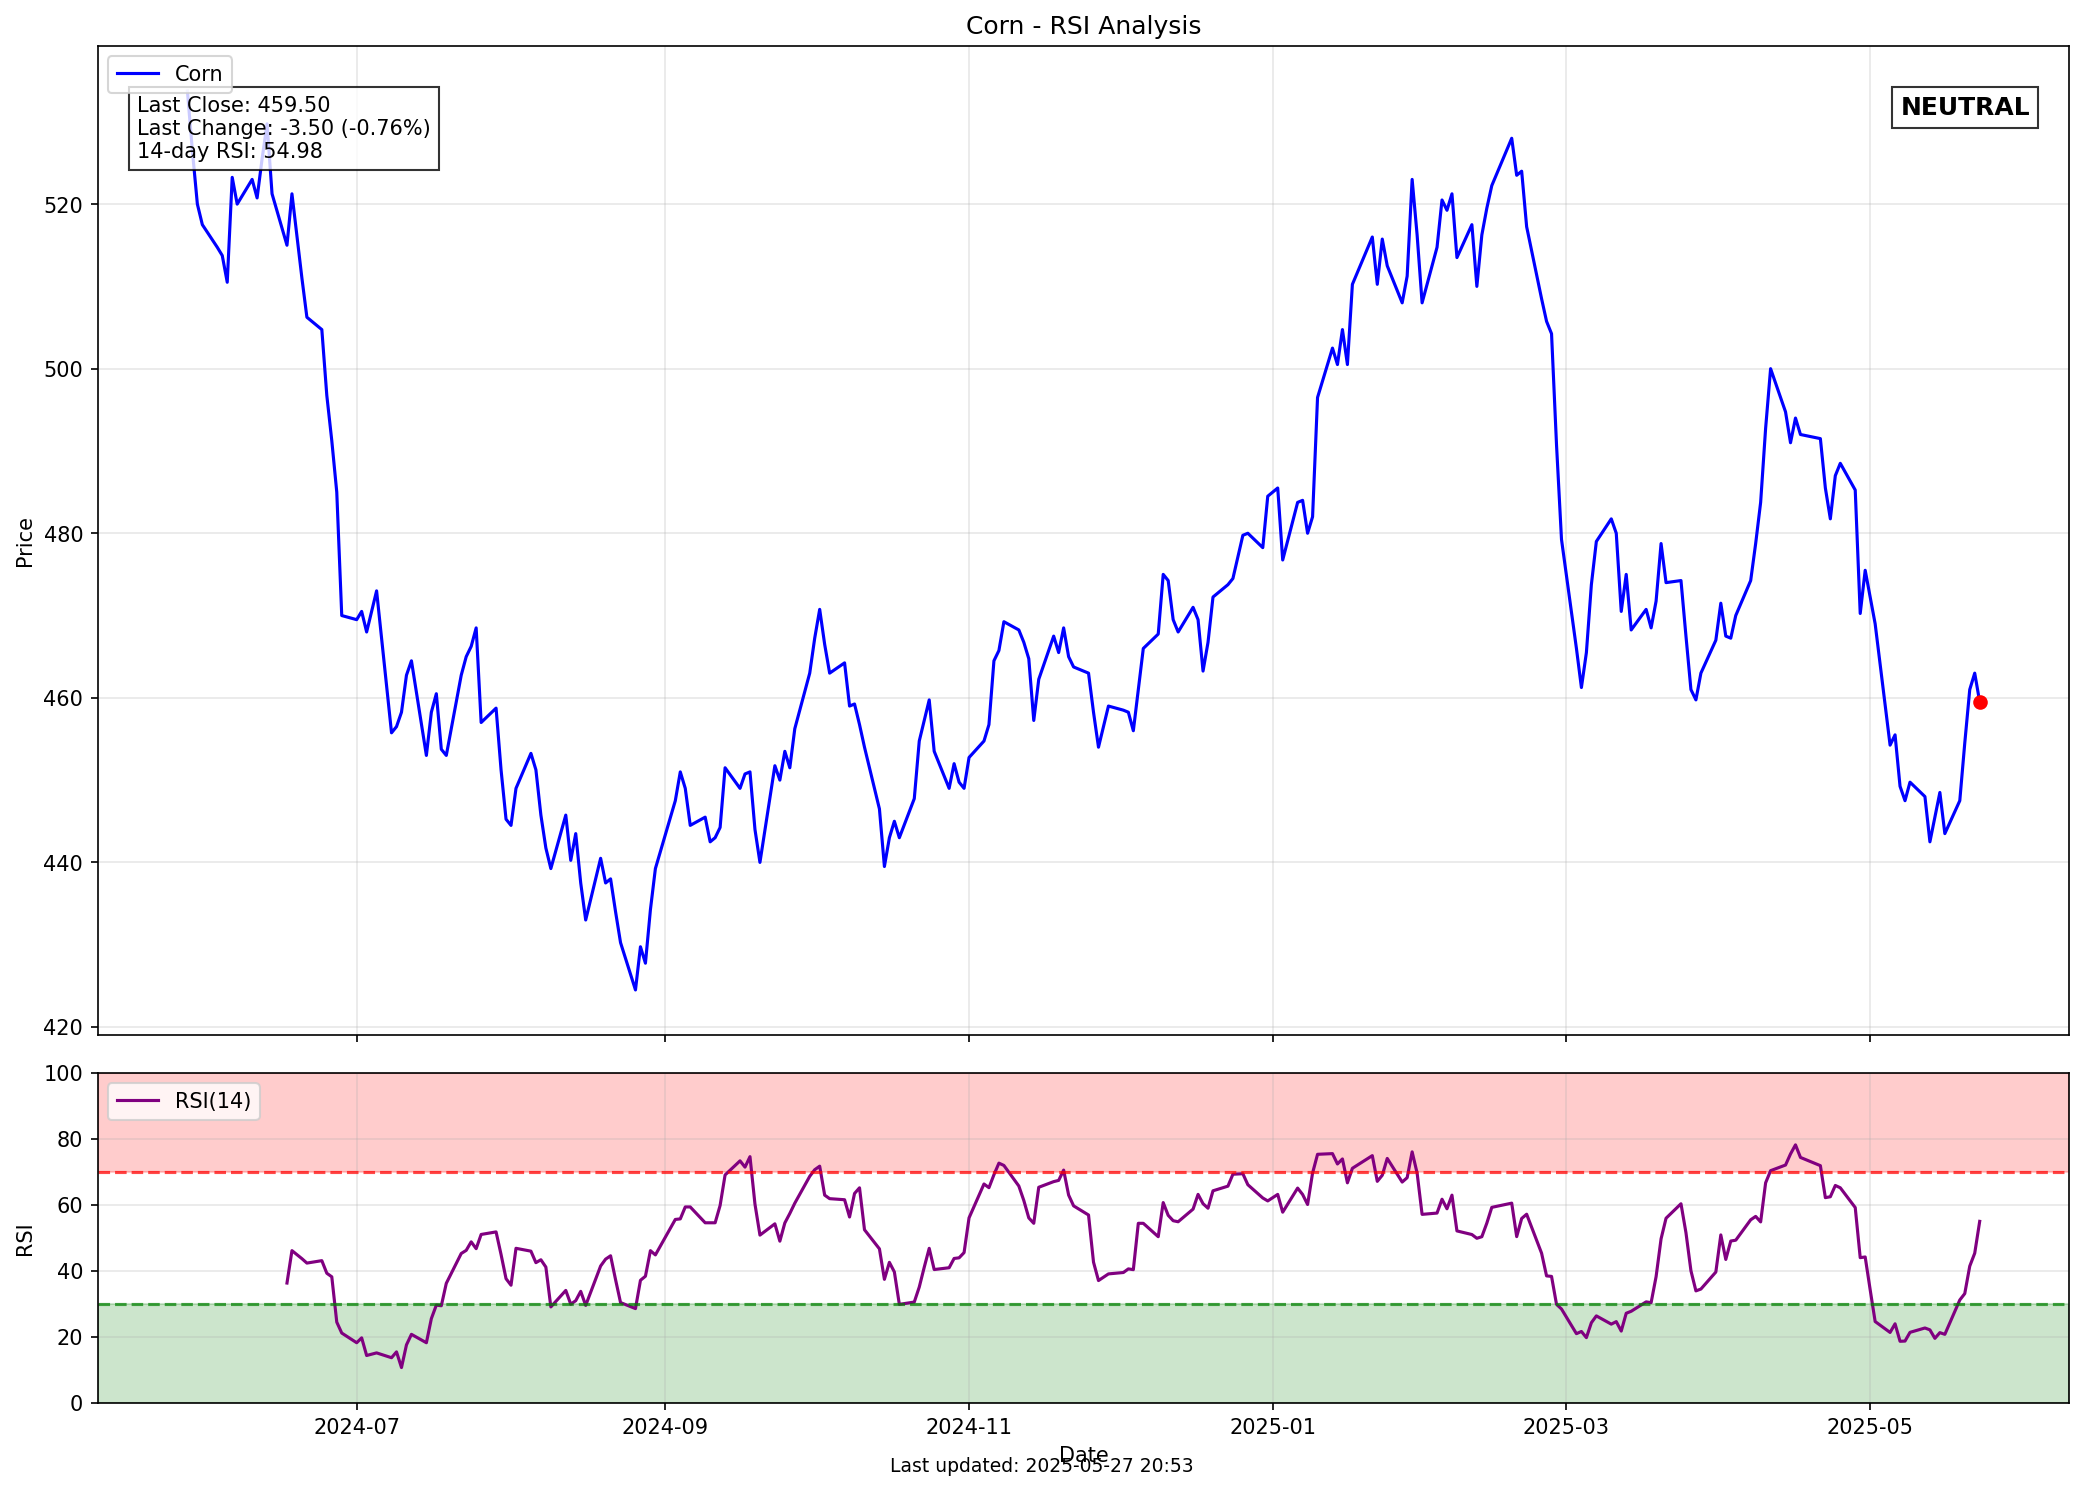 Corn - RSI Analysis
Corn
Last Close: 459.50
Last Change: -3.50 (-0.76%)
14-day RSI: 54.98
NEUTRAL
Price
520
500
480
460
440
420
RSI(14)
RSI
100
80
60
40
20
0
2024-07
2024-09
2024-11
2025-01
2025-03
2025-05
Date
Last updated: 2025-05-27 20:53